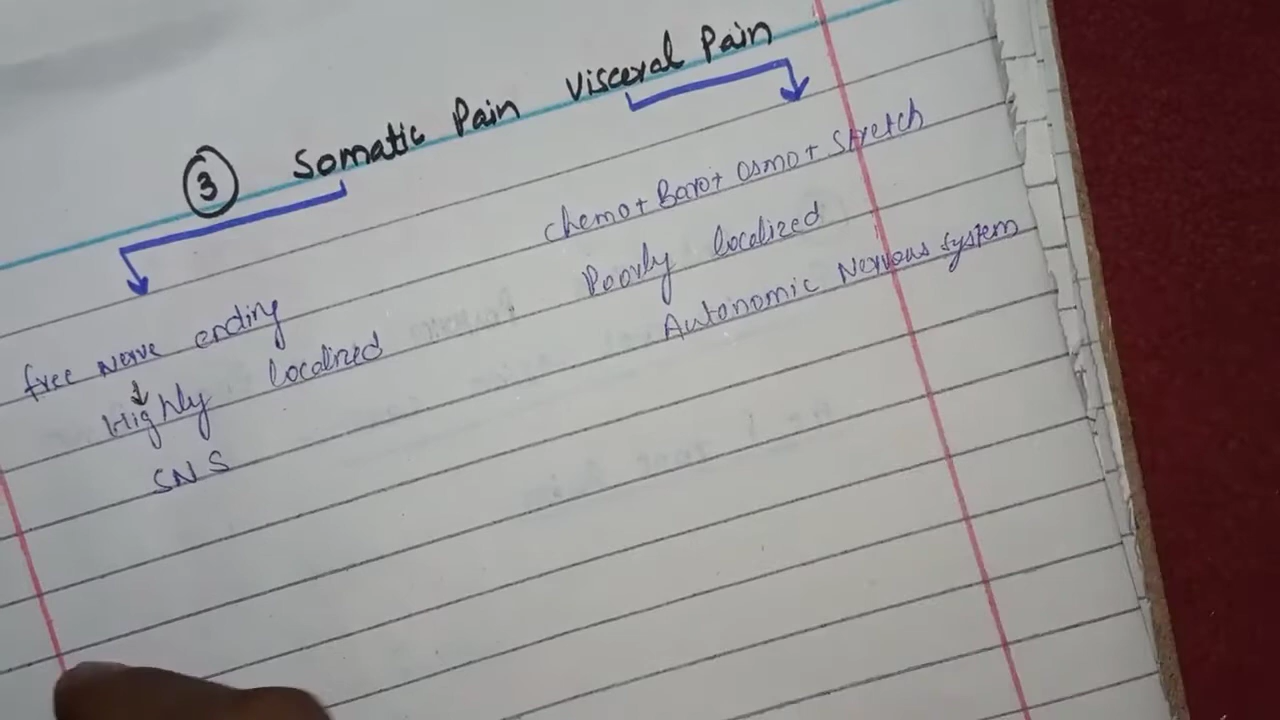 ③ Somatic Pain Visceral Pain
Chemo + Baro + Osmo + Stretch
Poorly localized
Autonomic Nervous System
free Nerve ending
Highly localized
SNS